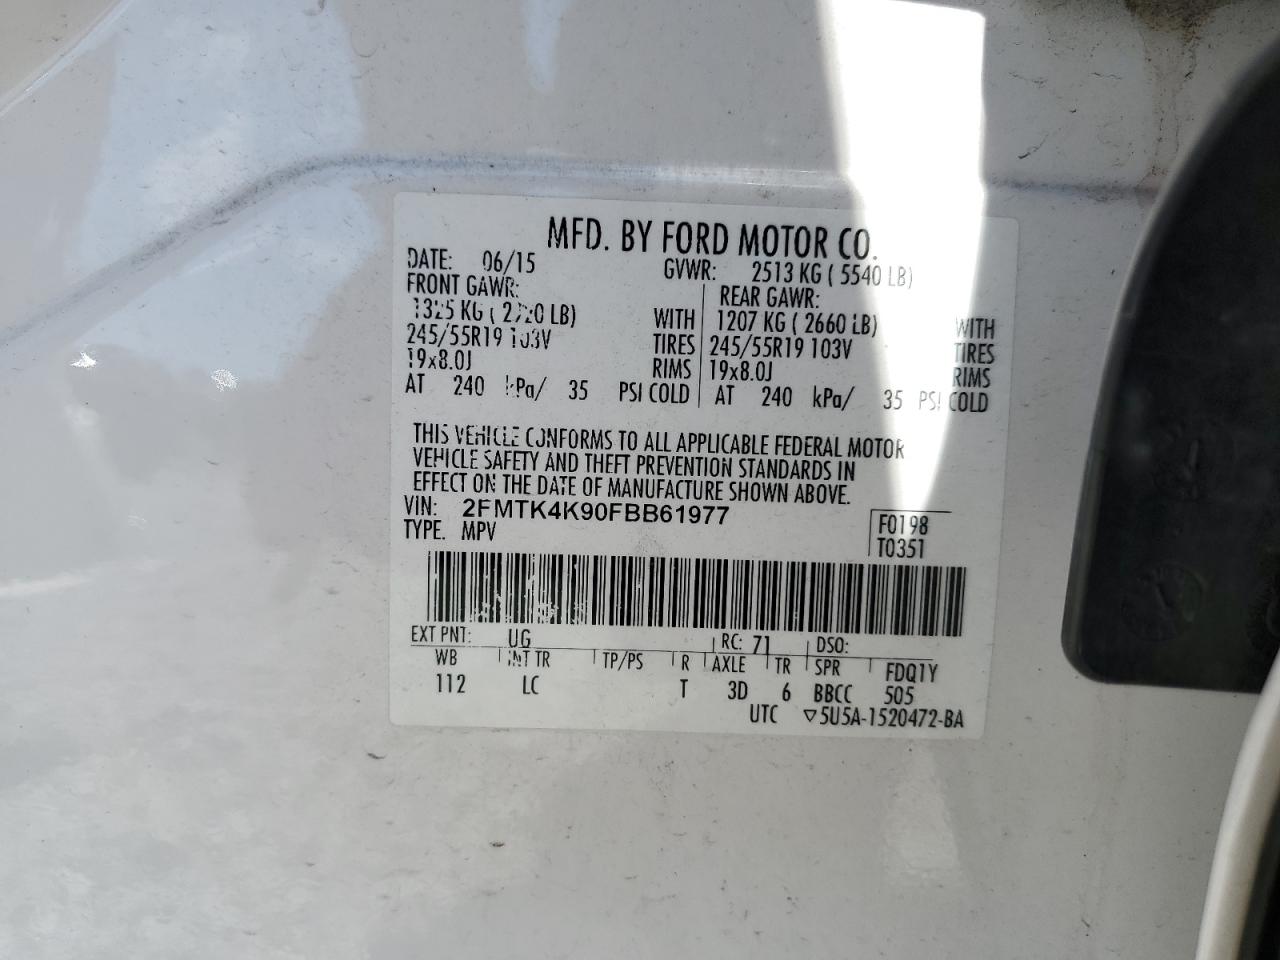 MFD. BY FORD MOTOR CO.
DATE: 06/15 GVWR: 2513 KG ( 5540 LB)
FRONT GAWR: REAR GAWR:
KG ( LB) WITH 1207 KG ( 2660 LB) WITH
245/55R19 103V TIRES 245/55R19 103V TIRES
19x8.0J RIMS 19x8.0J RIMS
AT 240 kPa/ 35 PSI COLD AT 240 kPa/ 35 PSI COLD
THIS VEHICLE CONFORMS TO ALL APPLICABLE FEDERAL MOTOR
VEHICLE SAFETY AND THEFT PREVENTION STANDARDS IN
EFFECT ON THE DATE OF MANUFACTURE SHOWN ABOVE.
VIN: 2FMTK4K90FBB61977 F0198
TYPE. MPV T0351
EXT PNT: UG RC: 71 DSO:
WB INT TR TP/PS R AXLE TR SPR FDQ1Y
112 LC T 3D 6 BBCC 505
UTC ▽5U5A-1520472-BA